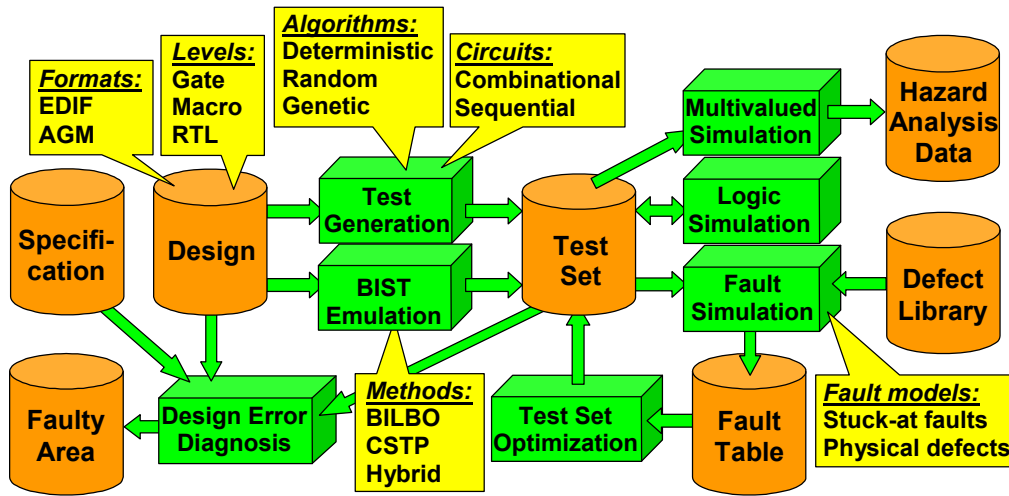 Formats:
EDIF
AGM
Levels:
Gate
Macro
RTL
Algorithms:
Deterministic
Random
Genetic
Circuits:
Combinational
Sequential
Multivalued
Simulation
Hazard
Analysis
Data
Specifi-
cation
Design
Test
Generation
Test
Set
Logic
Simulation
BIST
Emulation
Fault
Simulation
Defect
Library
Faulty
Area
Design Error
Diagnosis
Methods:
BILBO
CSTP
Hybrid
Test Set
Optimization
Fault
Table
Fault models:
Stuck-at faults
Physical defects